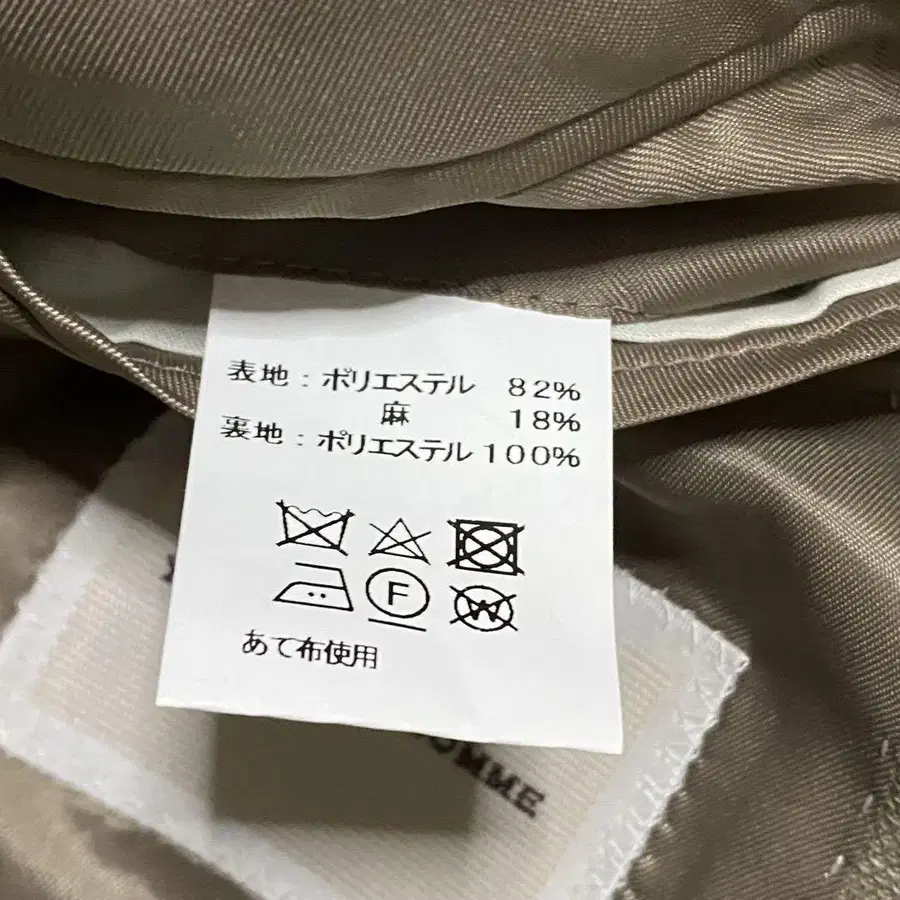 表地：ポリエステル 82%
麻 18%
裏地：ポリエステル 100%
F
W
あて布使用
OMME